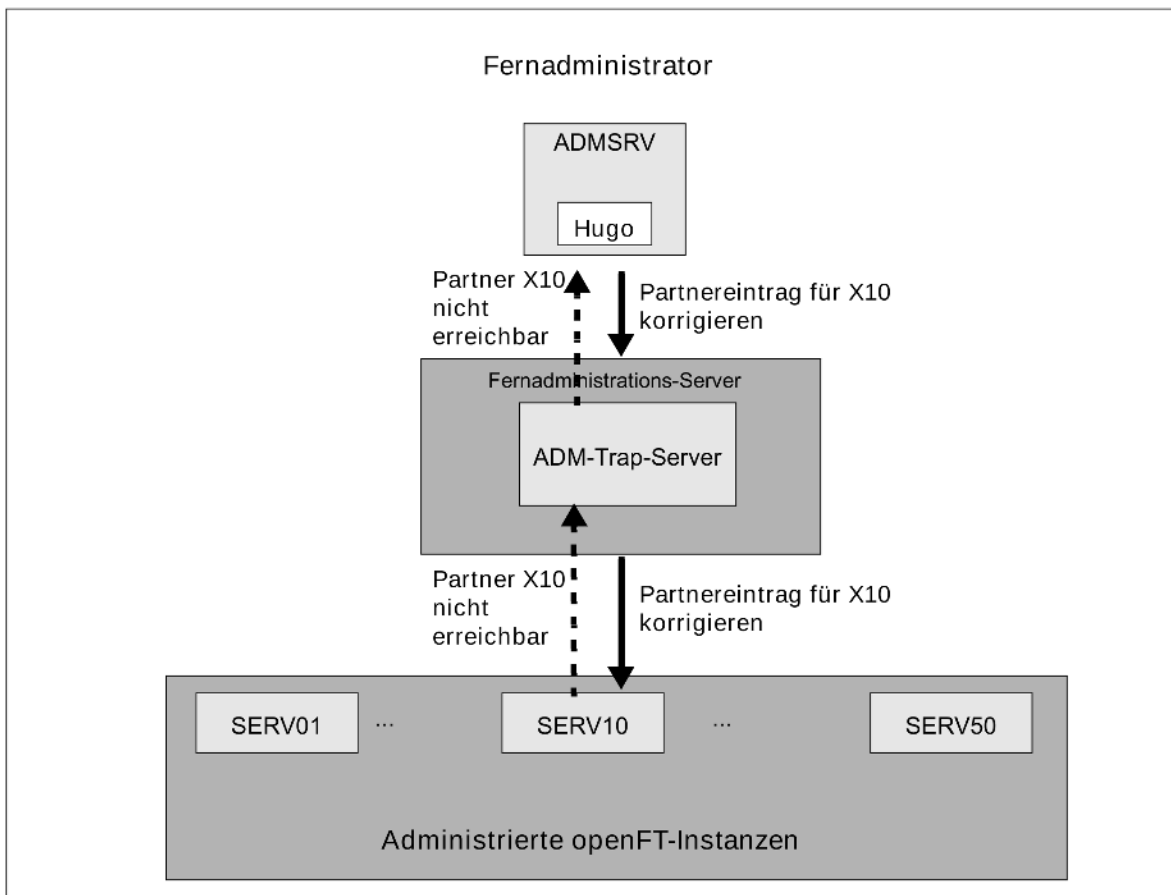 Fernadministrator
ADMSRV
Hugo
Partner X10
nicht
erreichbar
Partnereintrag für X10
korrigieren
Fernadministrations-Server
ADM-Trap-Server
Partner X10
nicht
erreichbar
Partnereintrag für X10
korrigieren
SERV01
...
SERV10
...
SERV50
Administrierte openFT-Instanzen